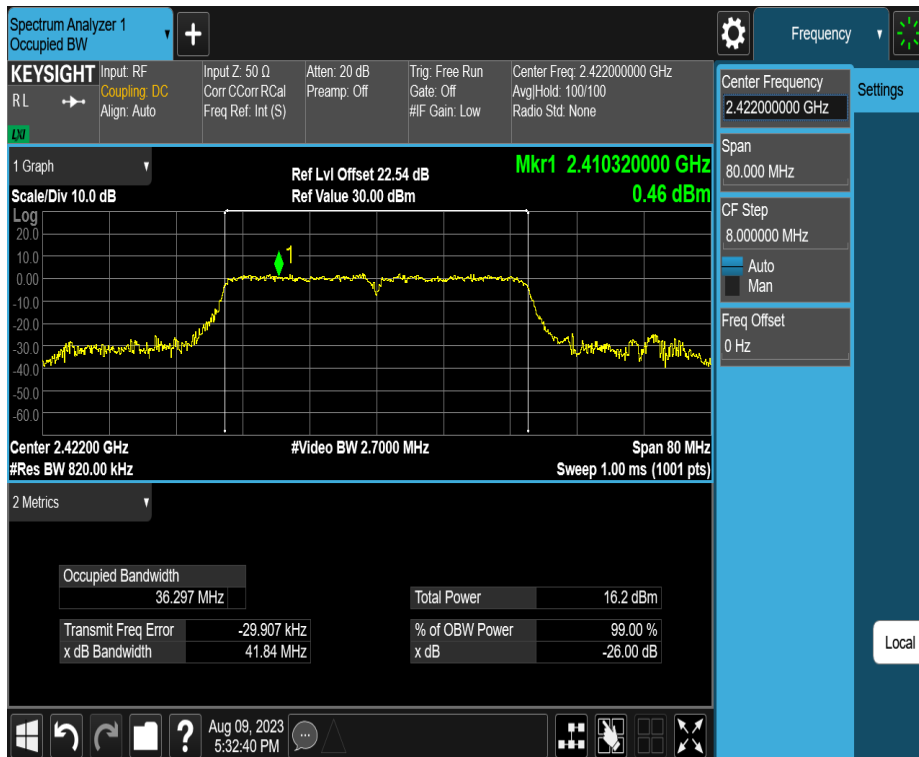 Spectrum Analyzer 1
Occupied BW
+
Frequency
KEYSIGHT
R L
LXI
Input: RF
Coupling: DC
Align: Auto
Input Z: 50 Ω
Corr CCorr RCal
Freq Ref: Int (S)
Atten: 20 dB
Preamp: Off
Trig: Free Run
Gate: Off
#IF Gain: Low
Center Freq: 2.422000000 GHz
Avg|Hold: 100/100
Radio Std: None
Center Frequency
2.422000000 GHz
Settings
Span
80.000 MHz
CF Step
8.000000 MHz
Auto
Man
Freq Offset
0 Hz
1 Graph
Scale/Div 10.0 dB
Ref Lvl Offset 22.54 dB
Ref Value 30.00 dBm
Mkr1 2.410320000 GHz
0.46 dBm
Log
20.0
10.0
0.00
-10.0
-20.0
-30.0
-40.0
-50.0
-60.0
1
Center 2.42200 GHz
#Res BW 820.00 kHz
#Video BW 2.7000 MHz
Span 80 MHz
Sweep 1.00 ms (1001 pts)
2 Metrics
Occupied Bandwidth
36.297 MHz
Total Power 16.2 dBm
Transmit Freq Error -29.907 kHz
% of OBW Power 99.00 %
x dB Bandwidth 41.84 MHz
x dB -26.00 dB
Local
?
Aug 09, 2023
5:32:40 PM